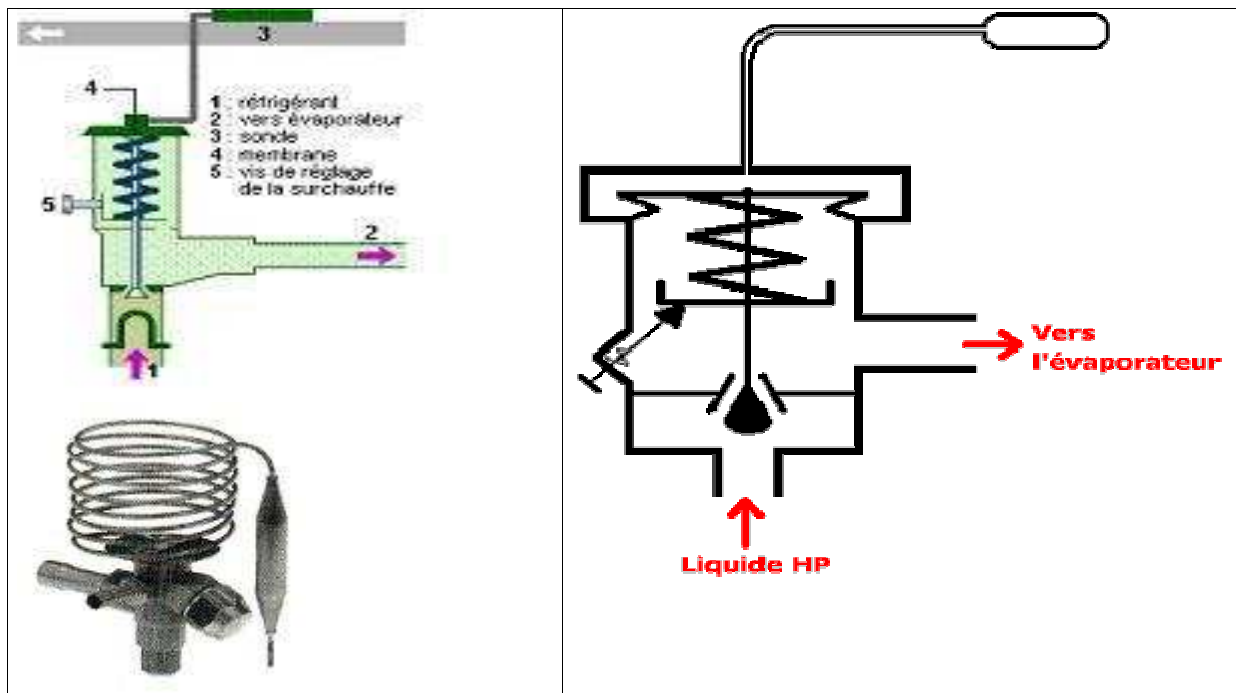 3
4
1 : réfrigérant
2 : vers évaporateur
3 : sonde
4 : membrane
5 : vis de réglage
de la surchauffe
5
2
1
Vers
l'évaporateur
Liquide HP